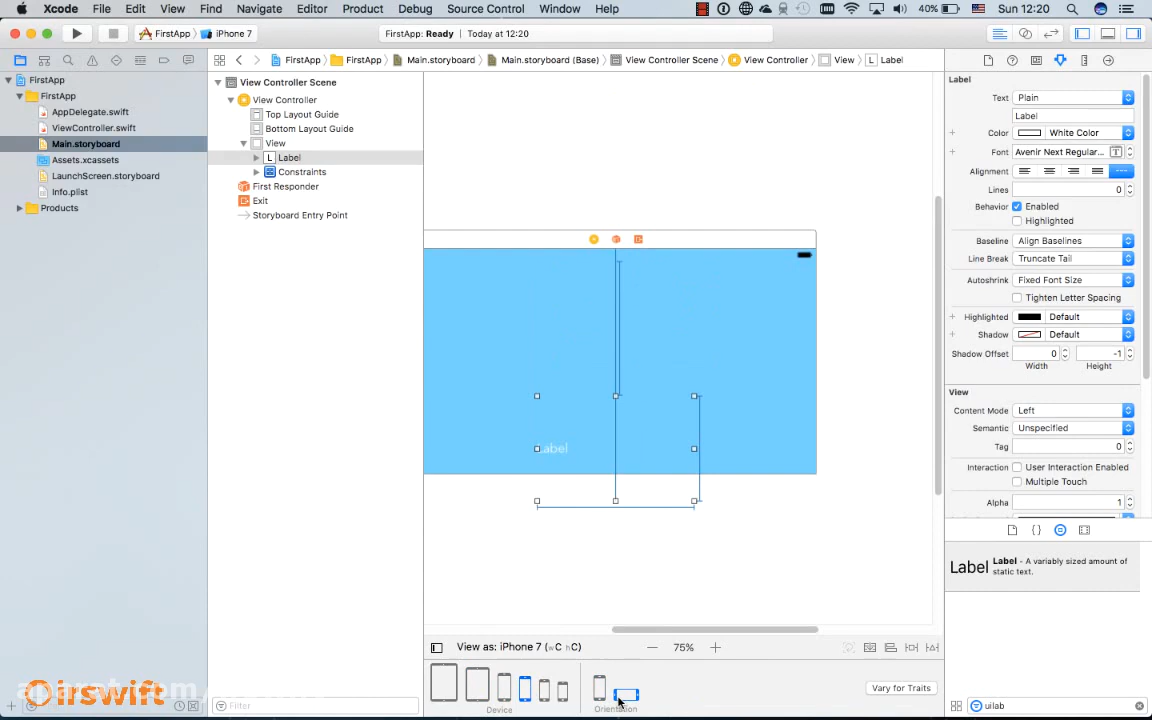 Xcode File Edit View Find Navigate Editor Product Debug Source Control Window Help 40% Sun 12:20
FirstApp iPhone 7 FirstApp: Ready Today at 12:20
FirstApp FirstApp Main.storyboard Main.storyboard (Base) View Controller Scene View Controller View L Label
FirstApp
FirstApp
AppDelegate.swift
ViewController.swift
Main.storyboard
Assets.xcassets
LaunchScreen.storyboard
Info.plist
Products
View Controller Scene
View Controller
Top Layout Guide
Bottom Layout Guide
View
L Label
Constraints
First Responder
Exit
Storyboard Entry Point
Label
Label
Text Plain
Label
Color White Color
Font Avenir Next Regular... T
Alignment
Lines 0
Behavior Enabled
Highlighted
Baseline Align Baselines
Line Break Truncate Tail
Autoshrink Fixed Font Size
Tighten Letter Spacing
Highlighted Default
Shadow Default
Shadow Offset 0 -1
Width Height
View
Content Mode Left
Semantic Unspecified
Tag 0
Interaction User Interaction Enabled
Multiple Touch
Alpha 1
Label Label - A variably sized amount of
static text.
View as: iPhone 7 (wC hC) 75%
Device Orientation
Vary for Traits
Filter
uilab
irswift